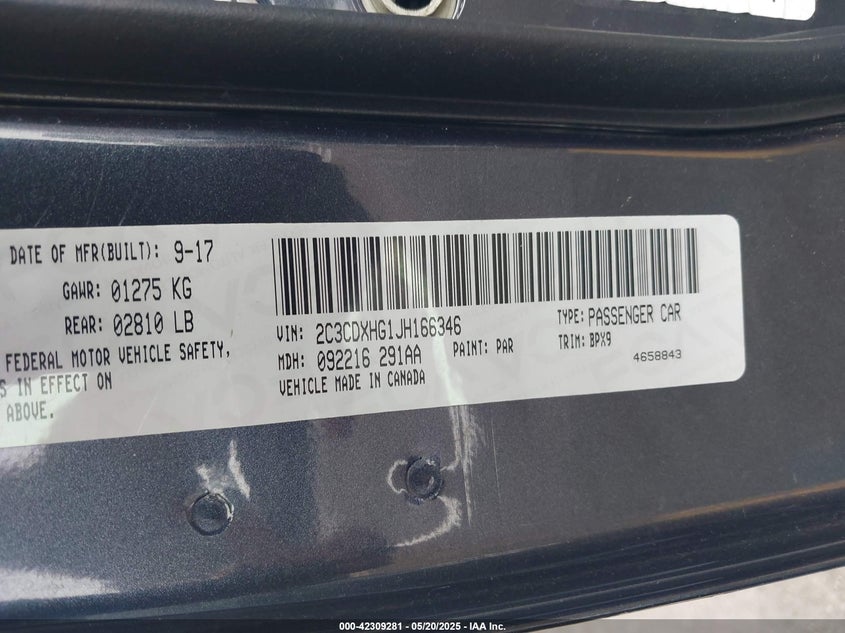 DATE OF MFR(BUILT): 9-17
GAWR: 01275 KG
REAR: 02810 LB
FEDERAL MOTOR VEHICLE SAFETY,
S IN EFFECT ON
ABOVE.
VIN: 2C3CDXHG1JH166346
TYPE: PASSENGER CAR
MDH: 092216 291AA
PAINT: PAR
TRIM: BPX9
VEHICLE MADE IN CANADA
4658843
000-42309281 - 05/20/2025 - IAA Inc.